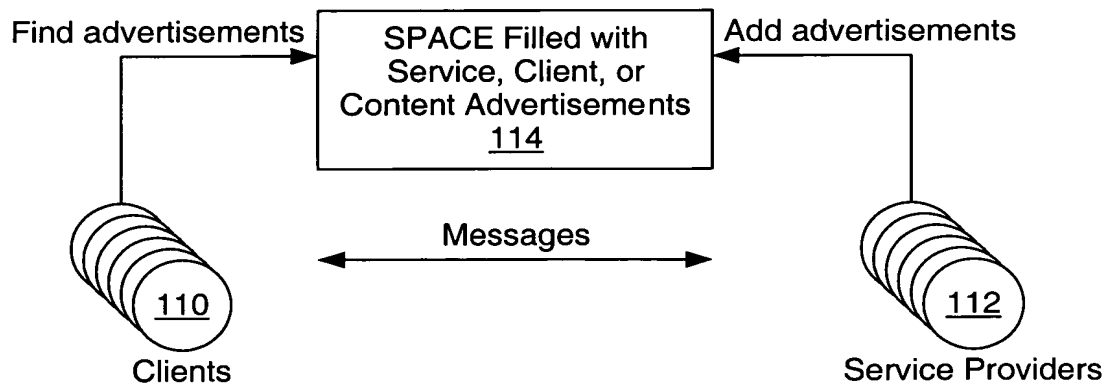 Find advertisements
SPACE Filled with
Service, Client, or
Content Advertisements
114
Add advertisements
Messages
110
Clients
112
Service Providers